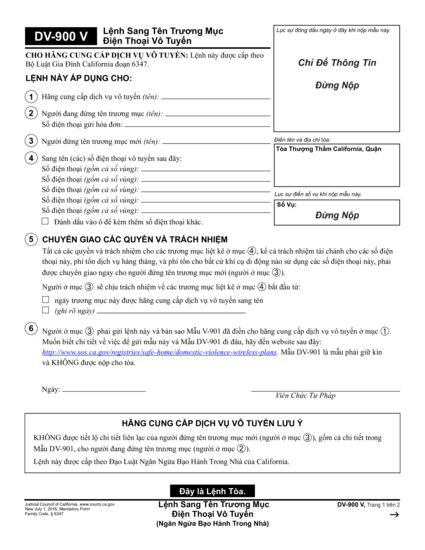 DV-900 V
Lệnh Sang Tên Trương Mục
Điện Thoại Vô Tuyến
Lục sự đóng dấu ngày ở đây khi nộp mẫu này.
CHO HÃNG CUNG CẤP DỊCH VỤ VÔ TUYẾN: Lệnh này được cấp theo
Bộ Luật Gia Đình California đoạn 6347.
Chỉ Để Thông Tin
Đừng Nộp
LỆNH NÀY ÁP DỤNG CHO:
1 Hãng cung cấp dịch vụ vô tuyến (tên):
2 Người đang đứng tên trương mục (tên):
Số điện thoại gửi hóa đơn:
3 Người đứng tên trương mục mới (tên):
Điền tên và địa chỉ tòa:
Tòa Thượng Thẩm California, Quận
4 Sang tên (các) số điện thoại vô tuyến sau đây:
Số điện thoại (gồm cả số vùng):
Số điện thoại (gồm cả số vùng):
Số điện thoại (gồm cả số vùng):
Số điện thoại (gồm cả số vùng):
Số điện thoại (gồm cả số vùng):
Đánh dấu vào ô để kèm thêm số điện thoại khác.
Lục sự điền số vụ khi nộp mẫu này.
Số Vụ:
Đừng Nộp
5 CHUYỂN GIAO CÁC QUYỀN VÀ TRÁCH NHIỆM
Tất cả các quyền và trách nhiệm cho các trương mục liệt kê ở mục 4, kể cả trách nhiệm tài chánh cho các số điện
thoại này, phí tổn dịch vụ hàng tháng, và phí tổn cho bất cứ khí cụ di động nào sử dụng các số điện thoại này, phải
được chuyển giao ngay cho người đứng tên trương mục mới (người ở mục 3).
Người ở mục 3 sẽ chịu trách nhiệm về các trương mục liệt kê ở mục 4 bắt đầu từ:
ngày trương mục này được hãng cung cấp dịch vụ vô tuyến sang tên
(ghi rõ ngày)
6 Người ở mục 3 phải gửi lệnh này và bản sao Mẫu V-901 đã điền cho hãng cung cấp dịch vụ vô tuyến ở mục 1.
Muốn biết chi tiết về việc để gửi mẫu này và Mẫu DV-901 đi đâu, hãy đến website sau đây:
http://www.sos.ca.gov/registries/safe-home/domestic-violence-wireless-plans. Mẫu DV-901 là mẫu phải giữ kín
và KHÔNG được nộp cho tòa.
Ngày:
Viên Chức Tư Pháp
HÃNG CUNG CẤP DỊCH VỤ VÔ TUYẾN LƯU Ý
KHÔNG được tiết lộ chi tiết liên lạc của người đứng tên trương mục mới (người ở mục 3), gồm cả chi tiết trong
Mẫu DV-901, cho người đang đứng tên trương mục (người ở mục 2).
Lệnh này được cấp theo Đạo Luật Ngăn Ngừa Bạo Hành Trong Nhà của California.
Đây là Lệnh Tòa.
Judicial Council of California, www.courts.ca.gov
New July 1, 2016, Mandatory Form
Family Code, § 6347
Lệnh Sang Tên Trương Mục
Điện Thoại Vô Tuyến
(Ngăn Ngừa Bạo Hành Trong Nhà)
DV-900 V, Trang 1 trên 2